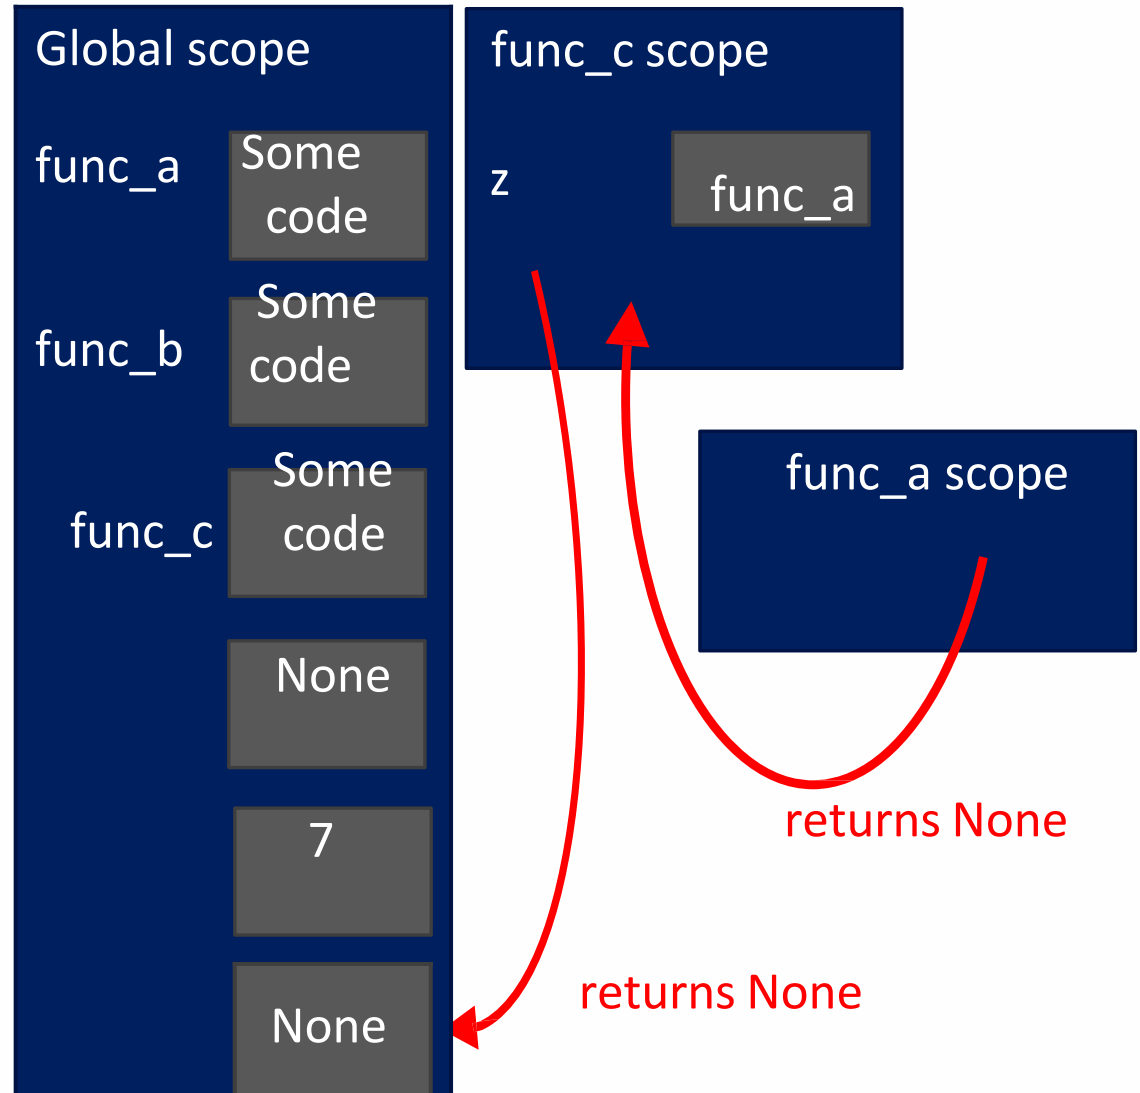 Global scope
func_a
Some
code
func_b
Some
code
func_c
Some
code
None
7
None
func_c scope
z
func_a
func_a scope
returns None
returns None